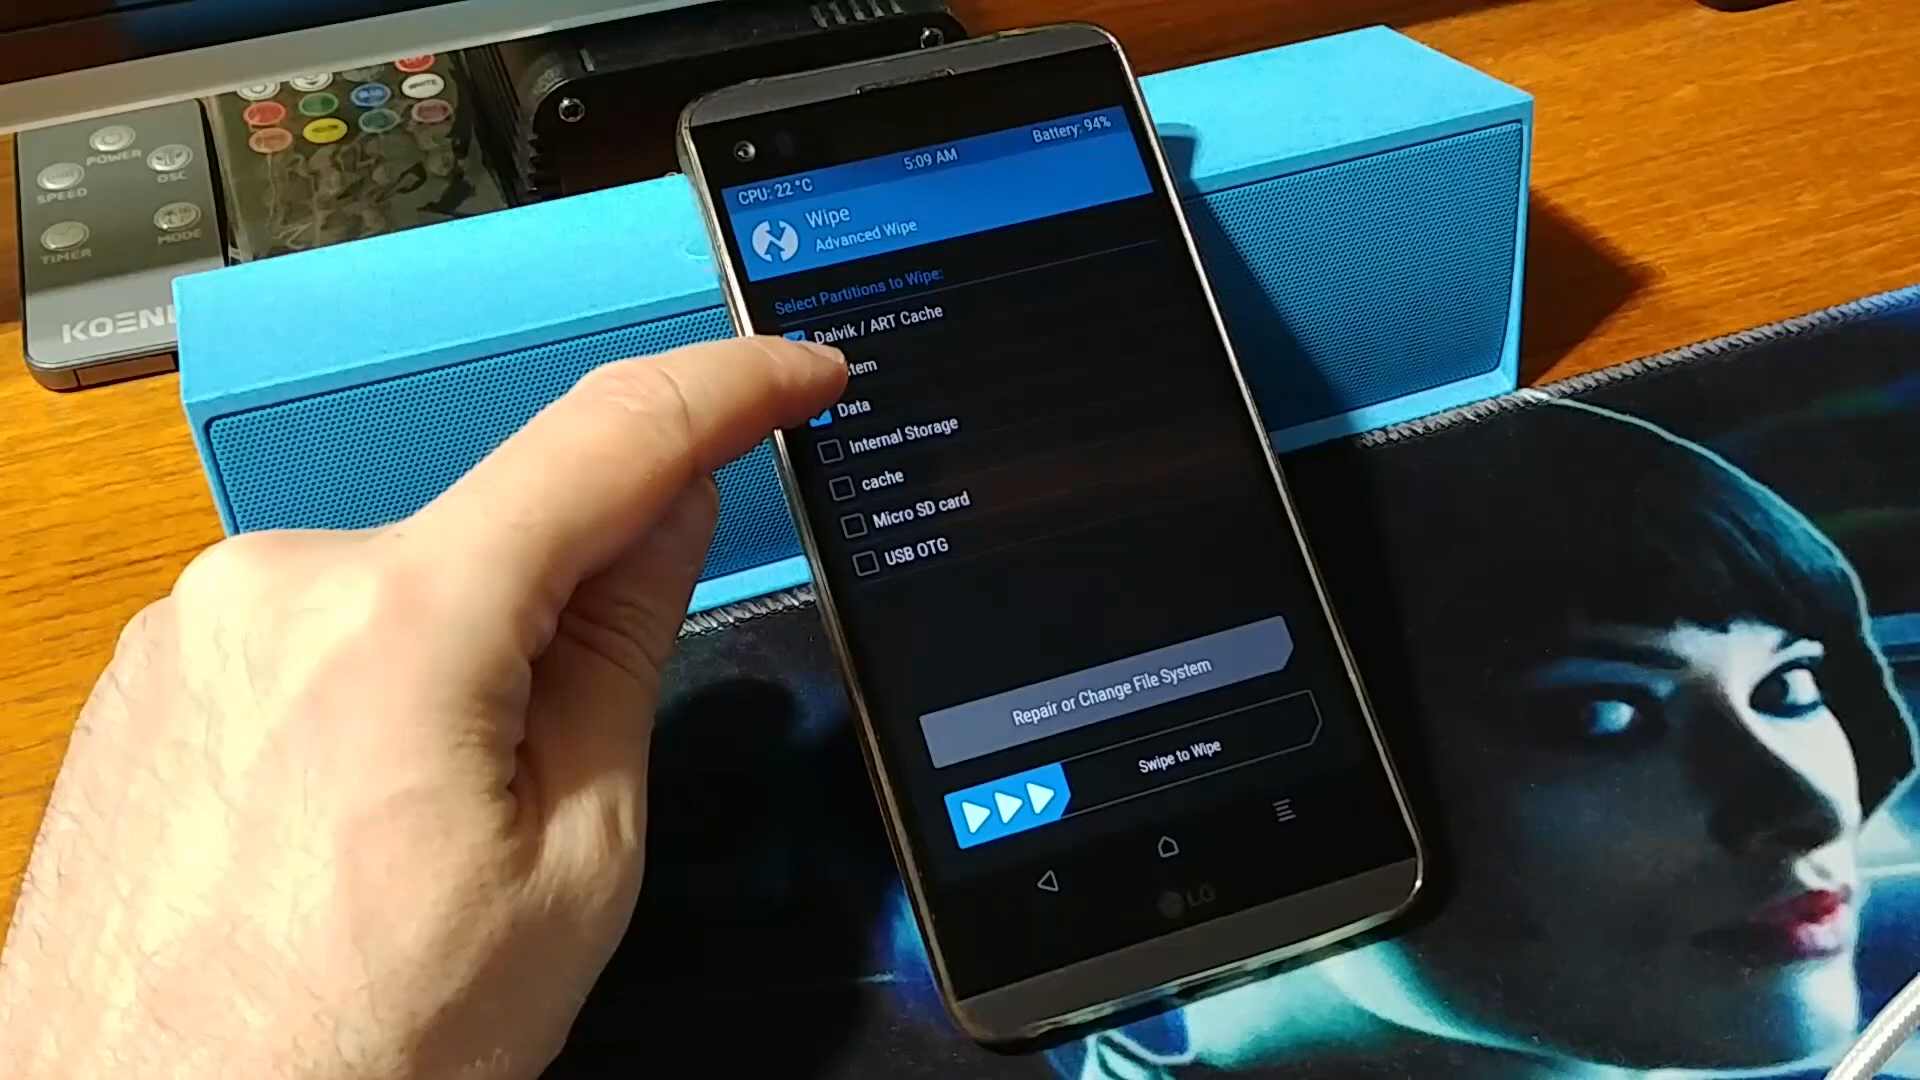 WHITE
POWER
OSC
SPEED
TIMER
MODE
CPU: 22 °C
5:09 AM
Battery: 94%
Wipe
Advanced Wipe
Select Partitions to Wipe:
Dalvik / ART Cache
stem
Data
Internal Storage
cache
Micro SD card
USB OTG
Repair or Change File System
Swipe to Wipe
LG